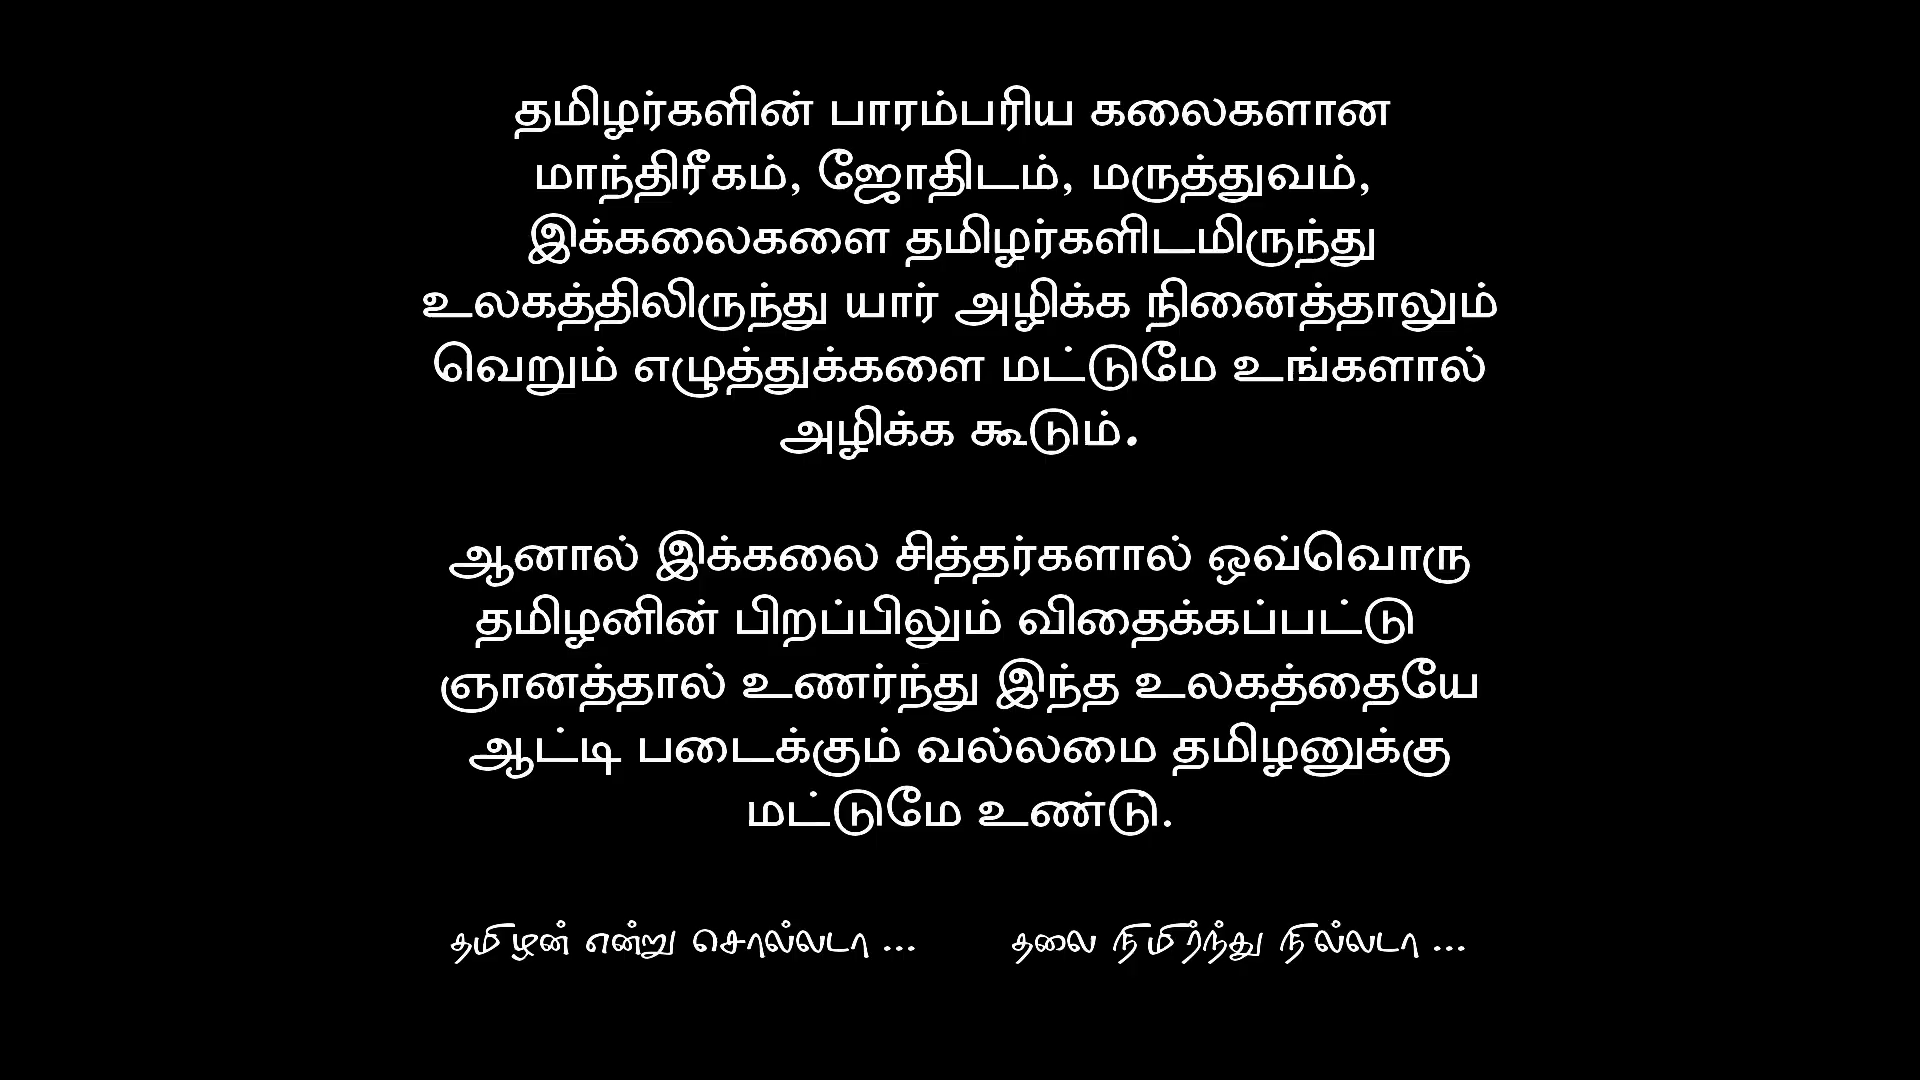 தமிழர்களின் பாரம்பரிய கலைகளான
மாந்திரீகம், ஜோதிடம், மருத்துவம்,
இக்கலைகளை தமிழர்களிடமிருந்து
உலகத்திலிருந்து யார் அழிக்க நினைத்தாலும்
வெறும் எழுத்துக்களை மட்டுமே உங்களால்
அழிக்க கூடும்.
ஆனால் இக்கலை சித்தர்களால் ஒவ்வொரு
தமிழனின் பிறப்பிலும் விதைக்கப்பட்டு
ஞானத்தால் உணர்ந்து இந்த உலகத்தையே
ஆட்டி படைக்கும் வல்லமை தமிழனுக்கு
மட்டுமே உண்டு.
தமிழன் என்று சொல்லடா ... தலை நிமிர்ந்து நில்லடா ...